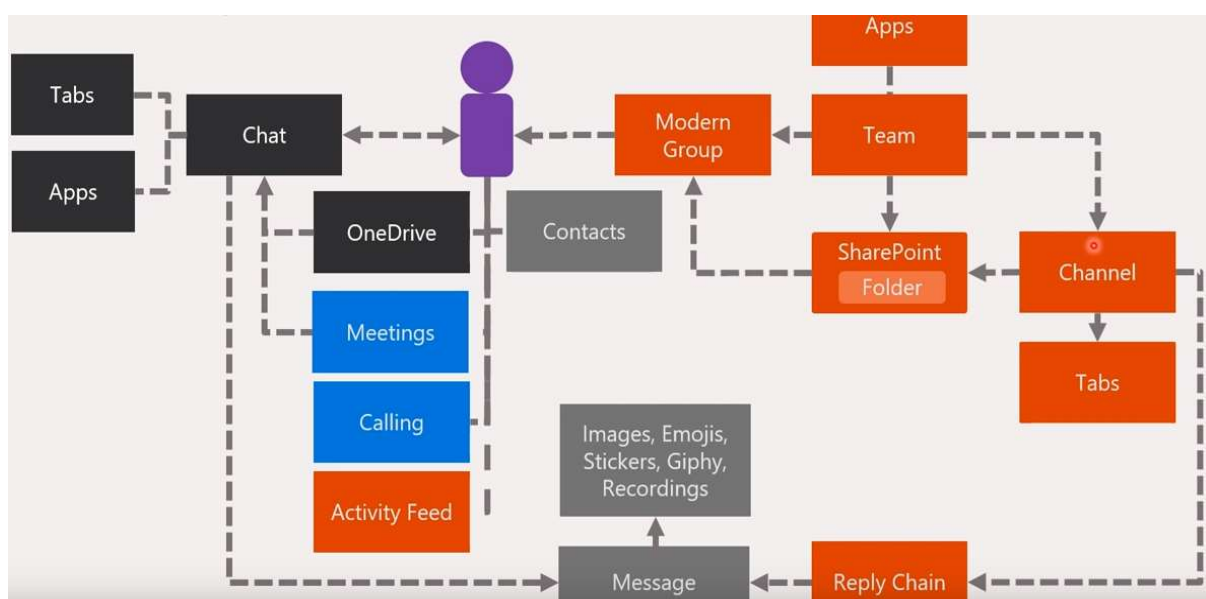 Apps
Tabs
Chat
Modern
Group
Team
Apps
OneDrive
Contacts
SharePoint
Folder
Channel
Meetings
Tabs
Calling
Images, Emojis,
Stickers, Giphy,
Recordings
Activity Feed
Message
Reply Chain